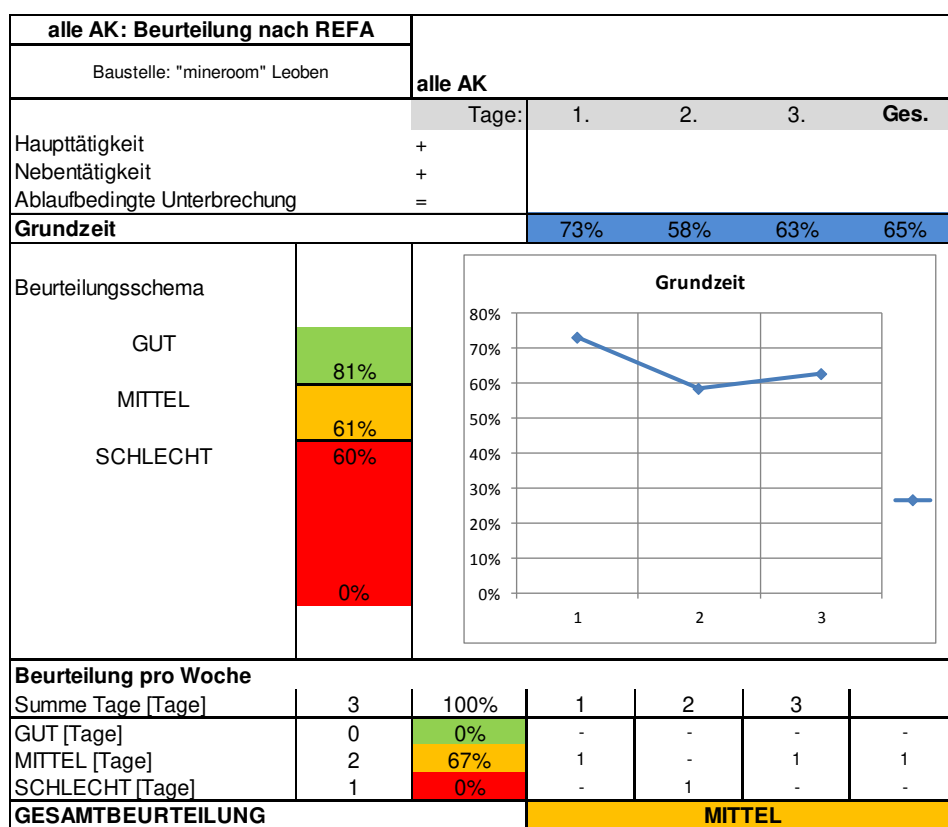 alle AK: Beurteilung nach REFA
Baustelle: "mineroom" Leoben
alle AK
Tage: 1. 2. 3. Ges.
Haupttätigkeit +
Nebentätigkeit +
Ablaufbedingte Unterbrechung =
Grundzeit 73% 58% 63% 65%
Beurteilungsschema
GUT
81%
MITTEL
61%
SCHLECHT 60%
0%
Grundzeit
80%
70%
60%
50%
40%
30%
20%
10%
0%
1 2 3
Beurteilung pro Woche
Summe Tage [Tage] 3 100% 1 2 3
GUT [Tage] 0 0% - - - -
MITTEL [Tage] 2 67% 1 - 1 1
SCHLECHT [Tage] 1 0% - 1 - -
GESAMTBEURTEILUNG MITTEL